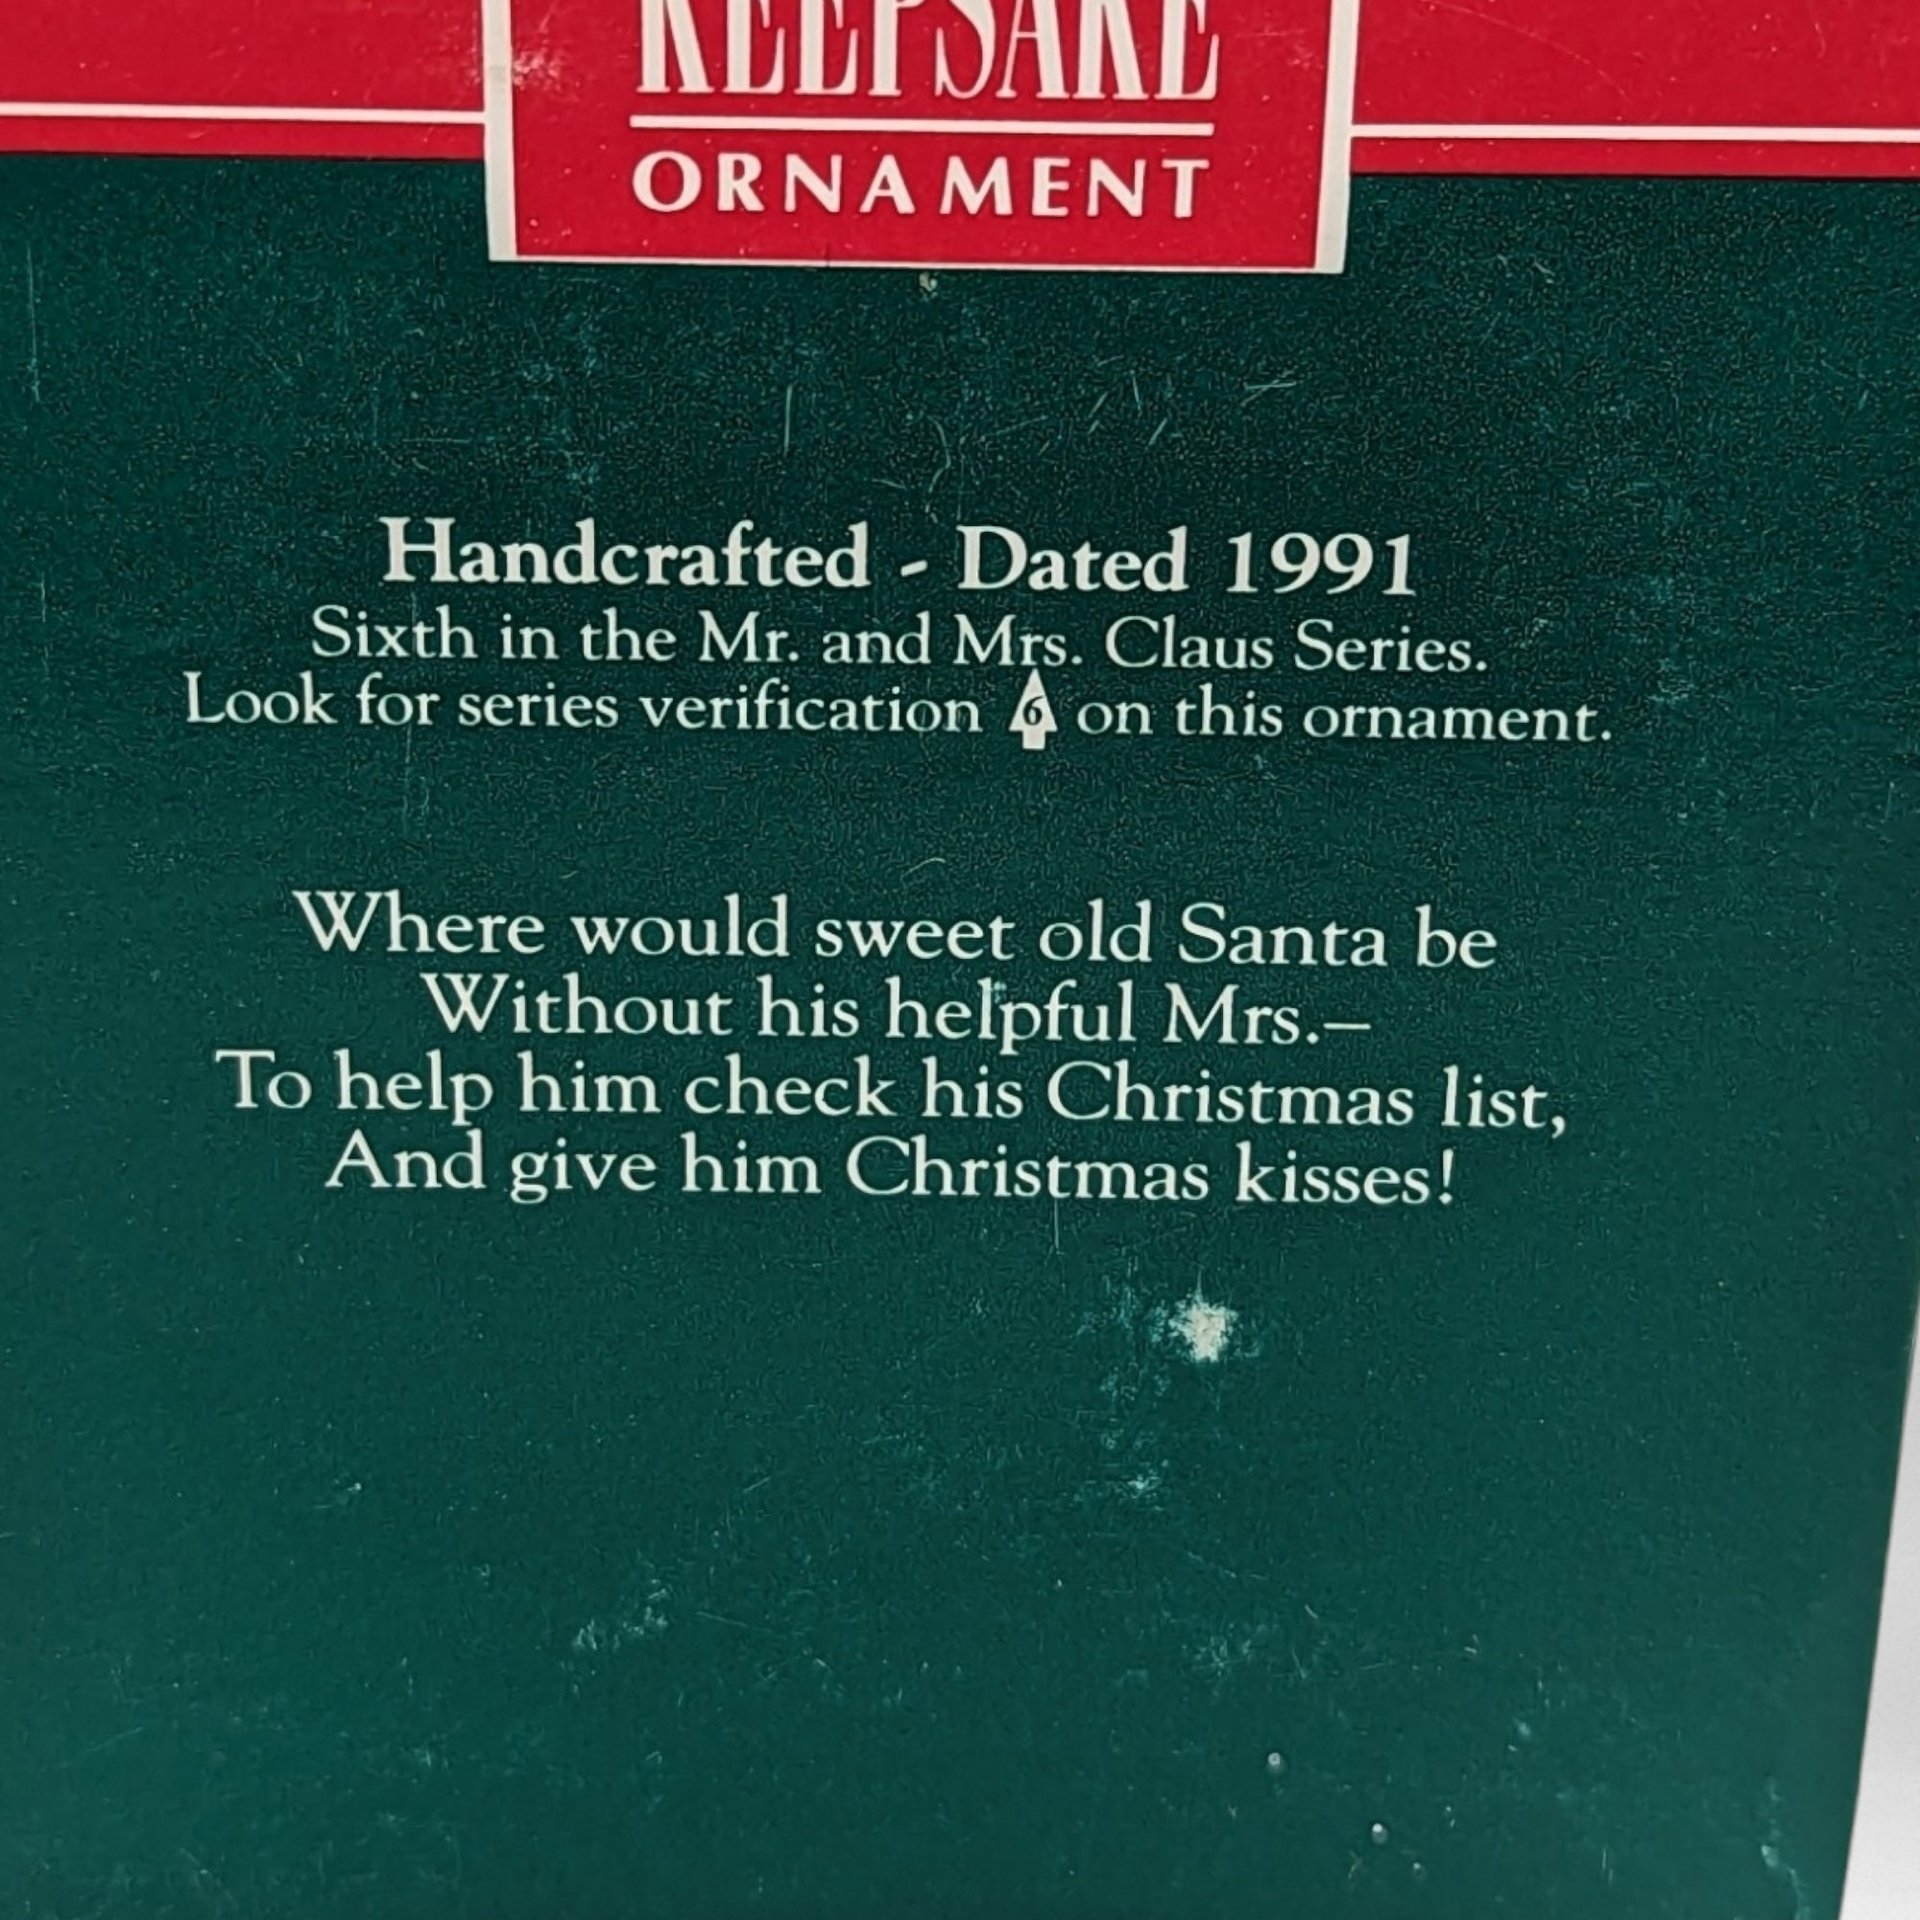 KEEPSAKE
ORNAMENT
Handcrafted - Dated 1991
Sixth in the Mr. and Mrs. Claus Series.
Look for series verification 6 on this ornament.
Where would sweet old Santa be
Without his helpful Mrs.–
To help him check his Christmas list,
And give him Christmas kisses!